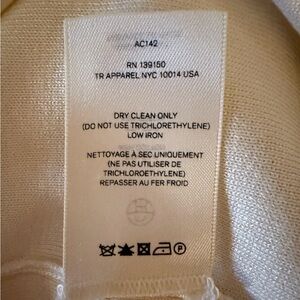 AC142
RN 139150
TR APPAREL NYC 10014 USA
DRY CLEAN ONLY
(DO NOT USE TRICHLORETHYLENE)
LOW IRON
NETTOYAGE À SEC UNIQUEMENT
(NE PAS UTILISER DE
TRICHLOROETHYLENE)
REPASSER AU FER FROID
P